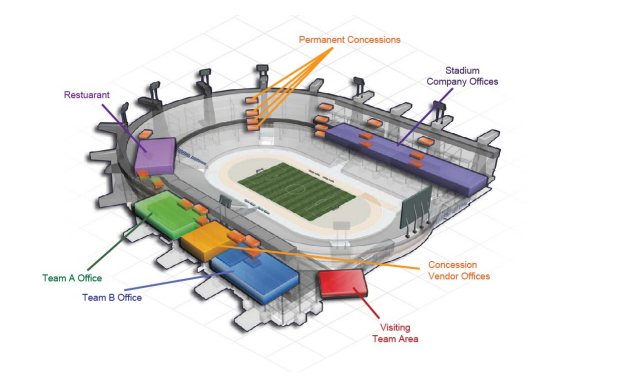 Permanent Concessions
Stadium
Company Offices
Restuarant
Team A Office
Team B Office
Concession
Vendor Offices
Visiting
Team Area